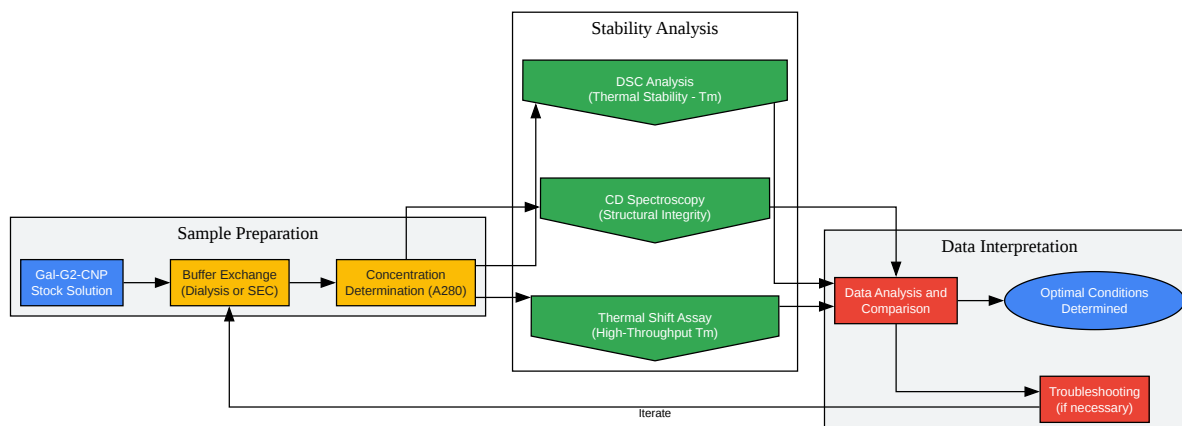 Stability Analysis
DSC Analysis
(Thermal Stability - Tm)
CD Spectroscopy
(Structural Integrity)
Thermal Shift Assay
(High-Throughput Tm)
Sample Preparation
Gal-G2-CNP
Stock Solution
Buffer Exchange
(Dialysis or SEC)
Concentration
Determination (A280)
Data Interpretation
Data Analysis and
Comparison
Optimal Conditions
Determined
Troubleshooting
(if necessary)
Iterate